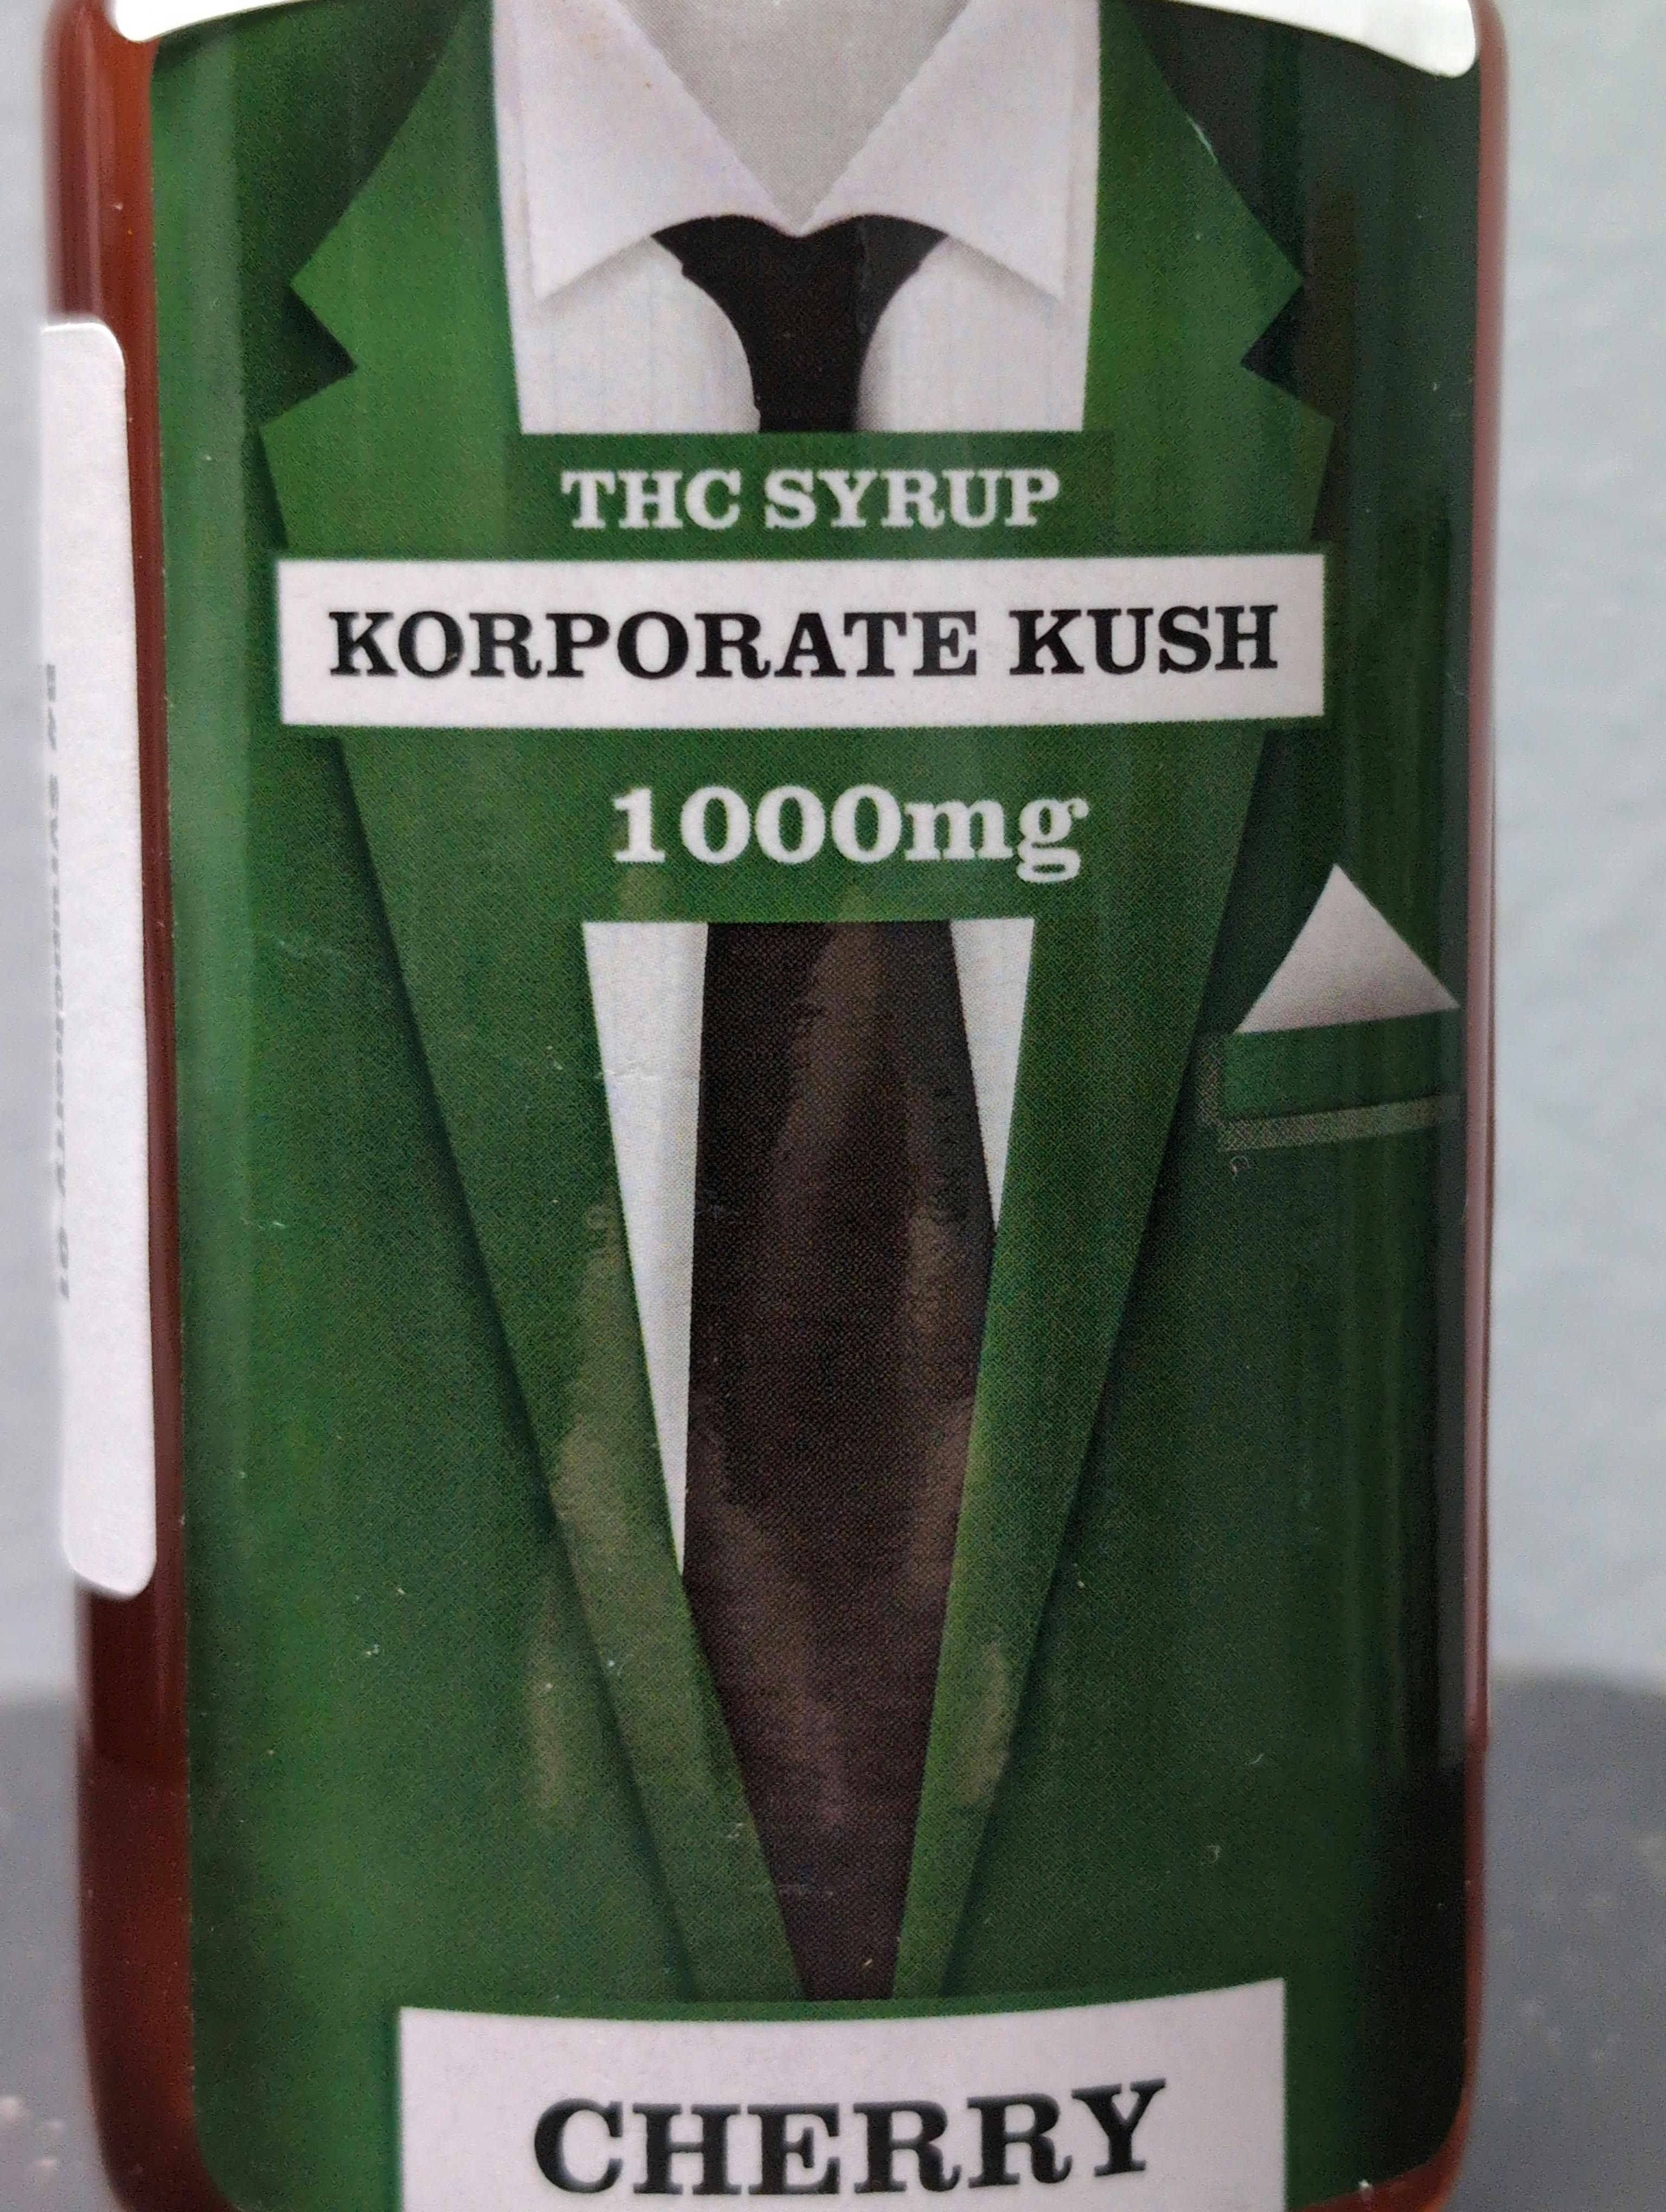 THC SYRUP
KORPORATE KUSH
1000mg
CHERRY